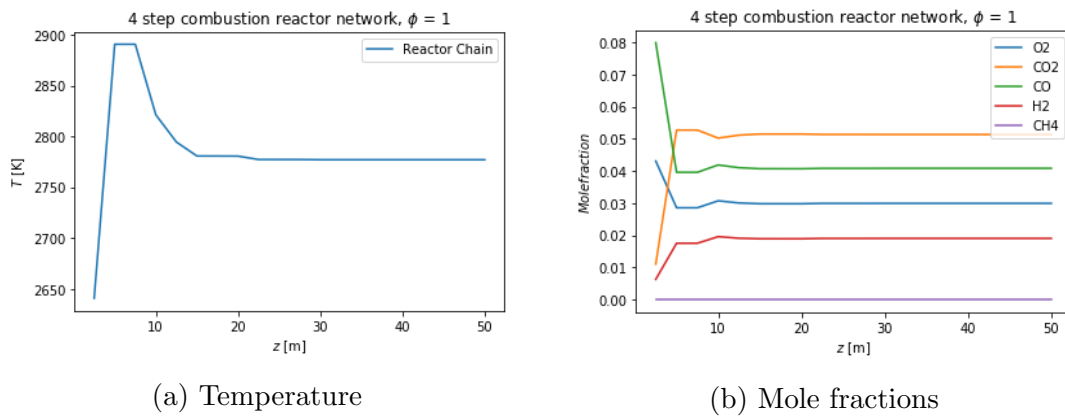 4 step combustion reactor network, ϕ = 1
2900
2850
2800
2750
2700
2650
T [K]
Reactor Chain
10
20
30
40
50
z [m]
(a) Temperature
4 step combustion reactor network, ϕ = 1
0.08
0.07
0.06
0.05
0.04
0.03
0.02
0.01
0.00
Molefraction
O2
CO2
CO
H2
CH4
10
20
30
40
50
z [m]
(b) Mole fractions